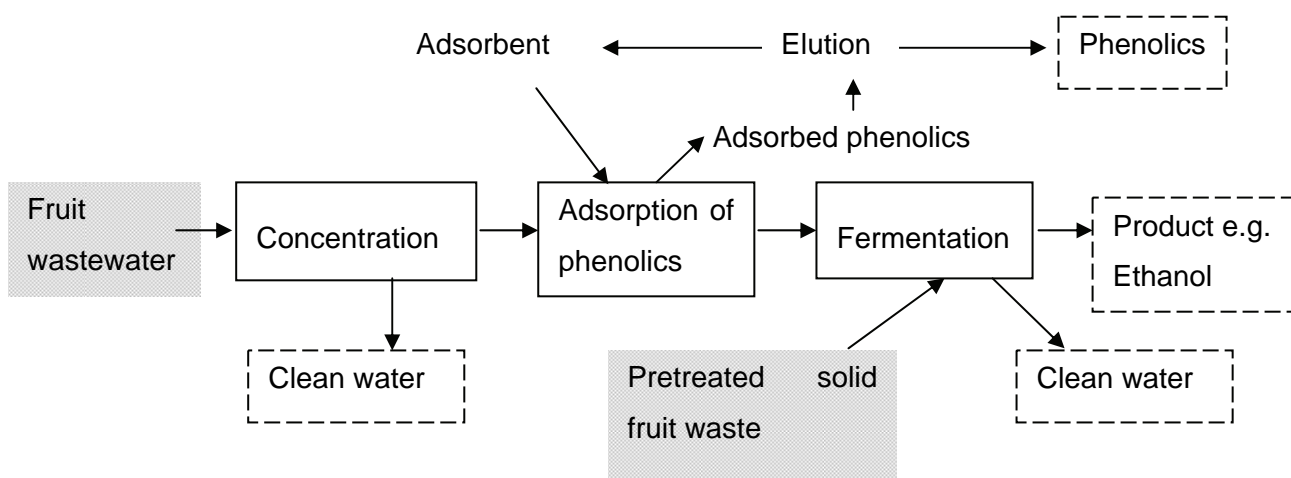 Adsorbent
Elution
Phenolics
Adsorbed phenolics
Fruit
wastewater
Concentration
Adsorption of
phenolics
Fermentation
Product e.g.
Ethanol
Clean water
Pretreated solid
fruit waste
Clean water